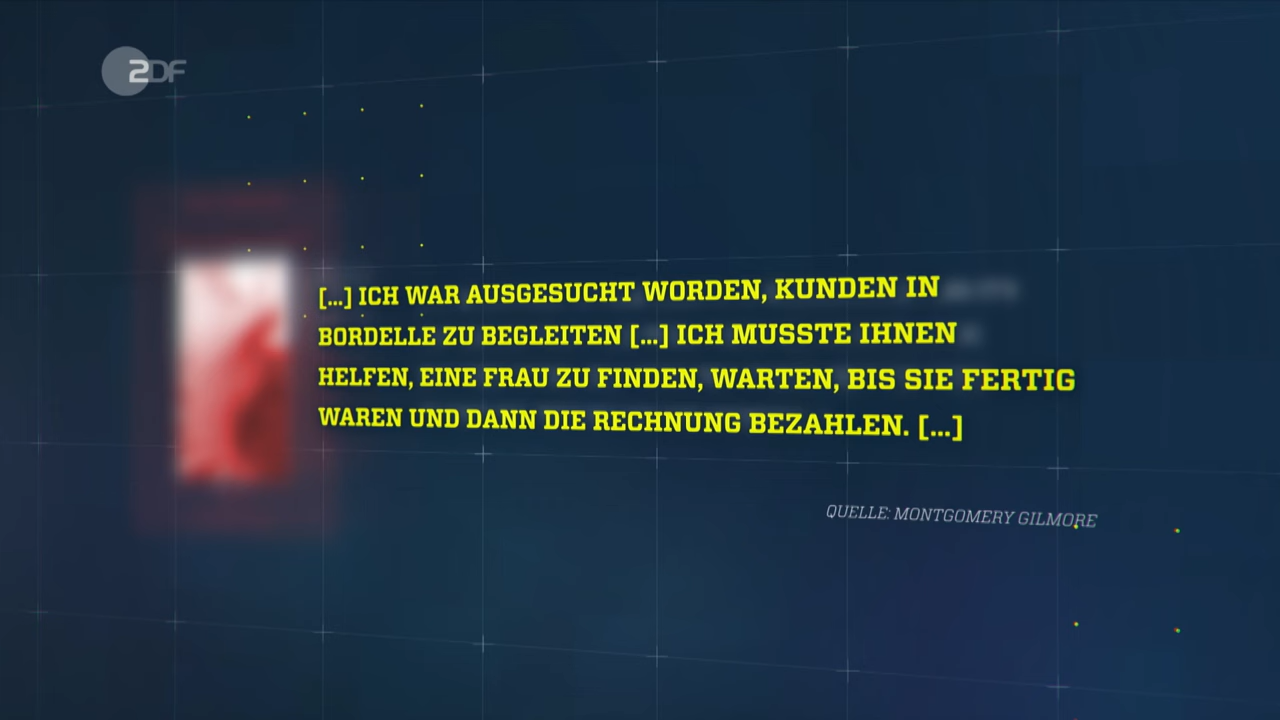 ZDF
[...] ICH WAR AUSGESUCHT WORDEN, KUNDEN IN
BORDELLE ZU BEGLEITEN [...] ICH MUSSTE IHNEN
HELFEN, EINE FRAU ZU FINDEN, WARTEN, BIS SIE FERTIG
WAREN UND DANN DIE RECHNUNG BEZAHLEN. [...]
QUELLE: MONTGOMERY GILMORE